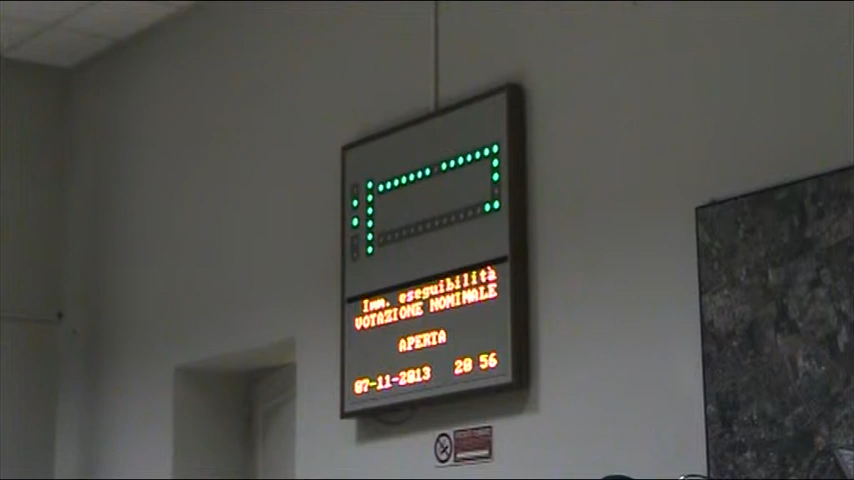 Imm. eseguibilità
VOTAZIONE NOMINALE
APERTA
07-11-2013 20 56